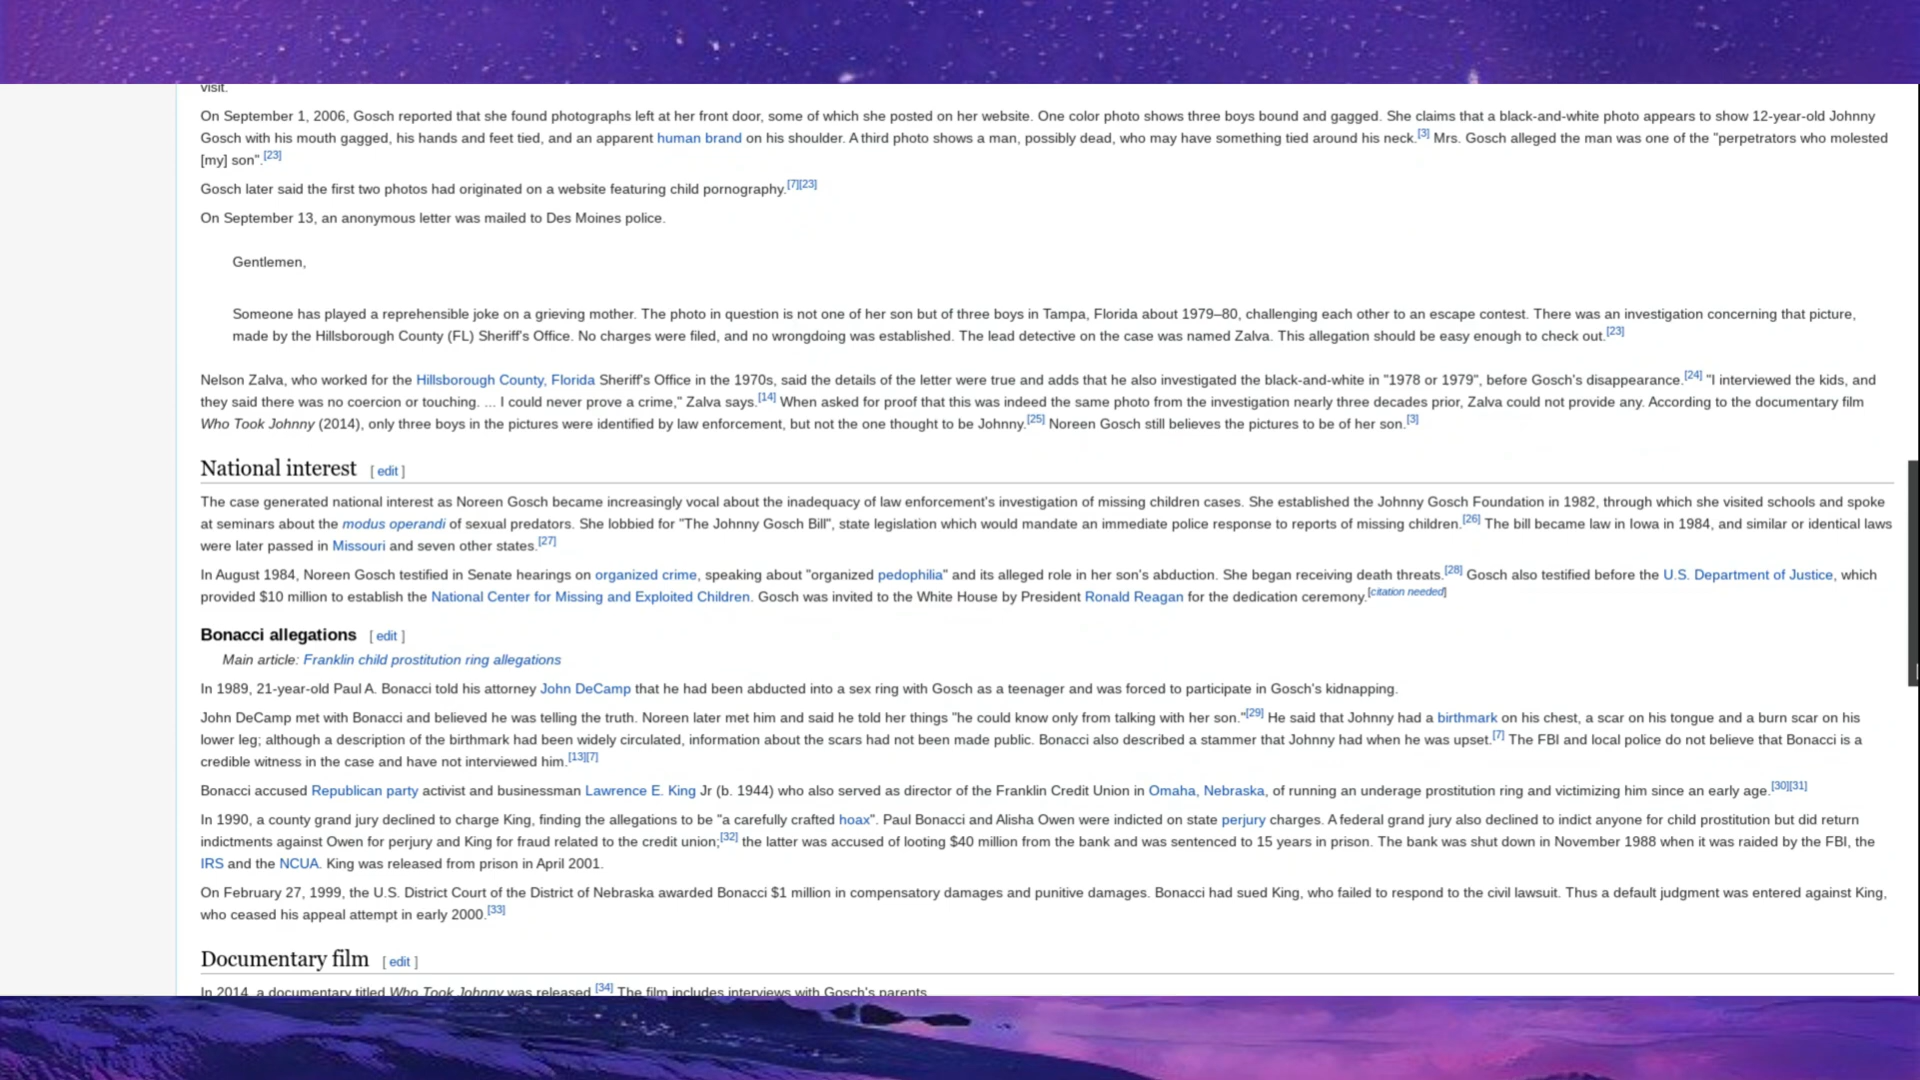 visit.
On September 1, 2006, Gosch reported that she found photographs left at her front door, some of which she posted on her website. One color photo shows three boys bound and gagged. She claims that a black-and-white photo appears to show 12-year-old Johnny
Gosch with his mouth gagged, his hands and feet tied, and an apparent human brand on his shoulder. A third photo shows a man, possibly dead, who may have something tied around his neck.[3] Mrs. Gosch alleged the man was one of the "perpetrators who molested
[my] son".[23]
Gosch later said the first two photos had originated on a website featuring child pornography.[7][23]
On September 13, an anonymous letter was mailed to Des Moines police.
Gentlemen,
Someone has played a reprehensible joke on a grieving mother. The photo in question is not one of her son but of three boys in Tampa, Florida about 1979–80, challenging each other to an escape contest. There was an investigation concerning that picture,
made by the Hillsborough County (FL) Sheriff's Office. No charges were filed, and no wrongdoing was established. The lead detective on the case was named Zalva. This allegation should be easy enough to check out.[23]
Nelson Zalva, who worked for the Hillsborough County, Florida Sheriff's Office in the 1970s, said the details of the letter were true and adds that he also investigated the black-and-white in "1978 or 1979", before Gosch's disappearance.[24] "I interviewed the kids, and
they said there was no coercion or touching. ... I could never prove a crime," Zalva says.[14] When asked for proof that this was indeed the same photo from the investigation nearly three decades prior, Zalva could not provide any. According to the documentary film
Who Took Johnny (2014), only three boys in the pictures were identified by law enforcement, but not the one thought to be Johnny.[25] Noreen Gosch still believes the pictures to be of her son.[3]
National interest [ edit ]
The case generated national interest as Noreen Gosch became increasingly vocal about the inadequacy of law enforcement's investigation of missing children cases. She established the Johnny Gosch Foundation in 1982, through which she visited schools and spoke
at seminars about the modus operandi of sexual predators. She lobbied for "The Johnny Gosch Bill", state legislation which would mandate an immediate police response to reports of missing children.[26] The bill became law in Iowa in 1984, and similar or identical laws
were later passed in Missouri and seven other states.[27]
In August 1984, Noreen Gosch testified in Senate hearings on organized crime, speaking about "organized pedophilia" and its alleged role in her son's abduction. She began receiving death threats.[28] Gosch also testified before the U.S. Department of Justice, which
provided $10 million to establish the National Center for Missing and Exploited Children. Gosch was invited to the White House by President Ronald Reagan for the dedication ceremony.[citation needed]
Bonacci allegations [ edit ]
Main article: Franklin child prostitution ring allegations
In 1989, 21-year-old Paul A. Bonacci told his attorney John DeCamp that he had been abducted into a sex ring with Gosch as a teenager and was forced to participate in Gosch's kidnapping.
John DeCamp met with Bonacci and believed he was telling the truth. Noreen later met him and said he told her things "he could know only from talking with her son."[29] He said that Johnny had a birthmark on his chest, a scar on his tongue and a burn scar on his
lower leg; although a description of the birthmark had been widely circulated, information about the scars had not been made public. Bonacci also described a stammer that Johnny had when he was upset.[7] The FBI and local police do not believe that Bonacci is a
credible witness in the case and have not interviewed him.[13][7]
Bonacci accused Republican party activist and businessman Lawrence E. King Jr (b. 1944) who also served as director of the Franklin Credit Union in Omaha, Nebraska, of running an underage prostitution ring and victimizing him since an early age.[30][31]
In 1990, a county grand jury declined to charge King, finding the allegations to be "a carefully crafted hoax". Paul Bonacci and Alisha Owen were indicted on state perjury charges. A federal grand jury also declined to indict anyone for child prostitution but did return
indictments against Owen for perjury and King for fraud related to the credit union;[32] the latter was accused of looting $40 million from the bank and was sentenced to 15 years in prison. The bank was shut down in November 1988 when it was raided by the FBI, the
IRS and the NCUA. King was released from prison in April 2001.
On February 27, 1999, the U.S. District Court of the District of Nebraska awarded Bonacci $1 million in compensatory damages and punitive damages. Bonacci had sued King, who failed to respond to the civil lawsuit. Thus a default judgment was entered against King,
who ceased his appeal attempt in early 2000.[33]
Documentary film [ edit ]
In 2014, a documentary titled Who Took Johnny was released.[34] The film includes interviews with Gosch's parents